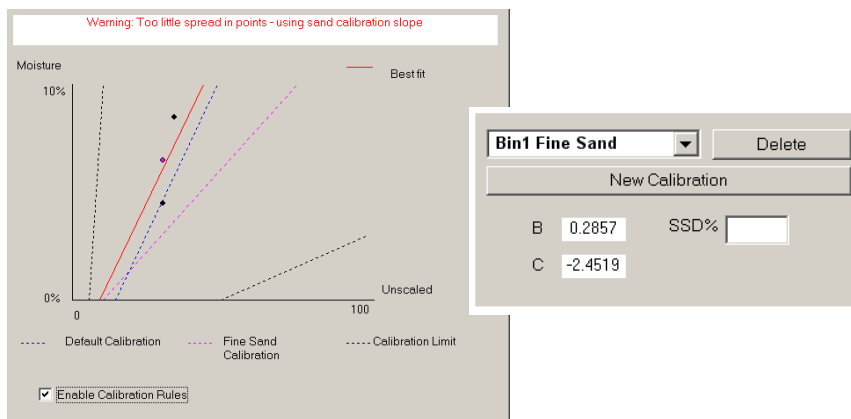 Warning: Too little spread in points - using sand calibration slope
Moisture
Best fit
10%
0%
Unscaled
0
100
Default Calibration
Fine Sand
Calibration
Calibration Limit
Enable Calibration Rules
Bin1 Fine Sand
Delete
New Calibration
B 0.2857 SSD%
C -2.4519